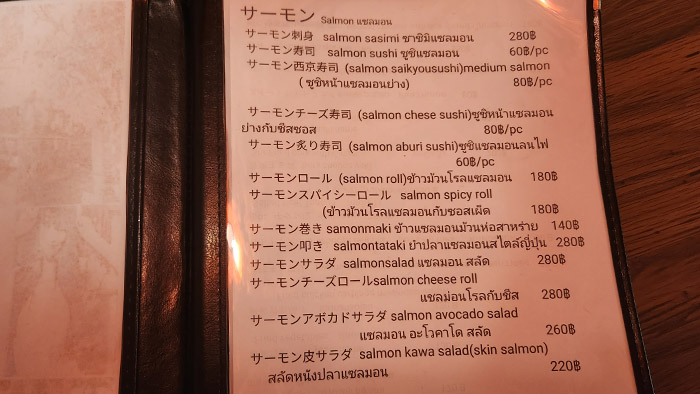 サーモン Salmon แซลมอน
サーモン刺身 salmon sasimi ซาซิมิแซลมอน 280฿
サーモン寿司 salmon sushi ซูซิแซลมอน 60฿/pc
サーモン西京寿司 (salmon saikyousushi)medium salmon
( ซูซิหน้าแซลมอนย่าง) 80฿/pc
サーモンチーズ寿司 (salmon chese sushi)ซูซิหน้าแซลมอน
ย่างกับชีสซอส 80฿/pc
サーモン炙り寿司 (salmon aburi sushi)ซูซิแซลมอนลนไฟ
60฿/pc
サーモンロール (salmon roll)ข้าวม้วนโรลแซลมอน 180฿
サーモンスパイシーロール salmon spicy roll
(ข้าวม้วนโรลแซลมอนกับซอสเผ็ด 180฿
サーモン巻き samonmaki ข้าวแซลมอนม้วนห่อสาหร่าย 140฿
サーモン叩き salmontataki ยำปลาแซลมอนสไตล์ญี่ปุ่น 280฿
サーモンサラダ salmonsalad แซลมอน สลัด 280฿
サーモンチーズロールsalmon cheese roll
แซลม่อนโรลกับชีส 280฿
サーモンアボカドサラダ salmon avocado salad
แซลมอน อะโวคาโด สลัด 260฿
サーモン皮サラダ salmon kawa salad(skin salmon)
สลัดหนังปลาแซลมอน 220฿